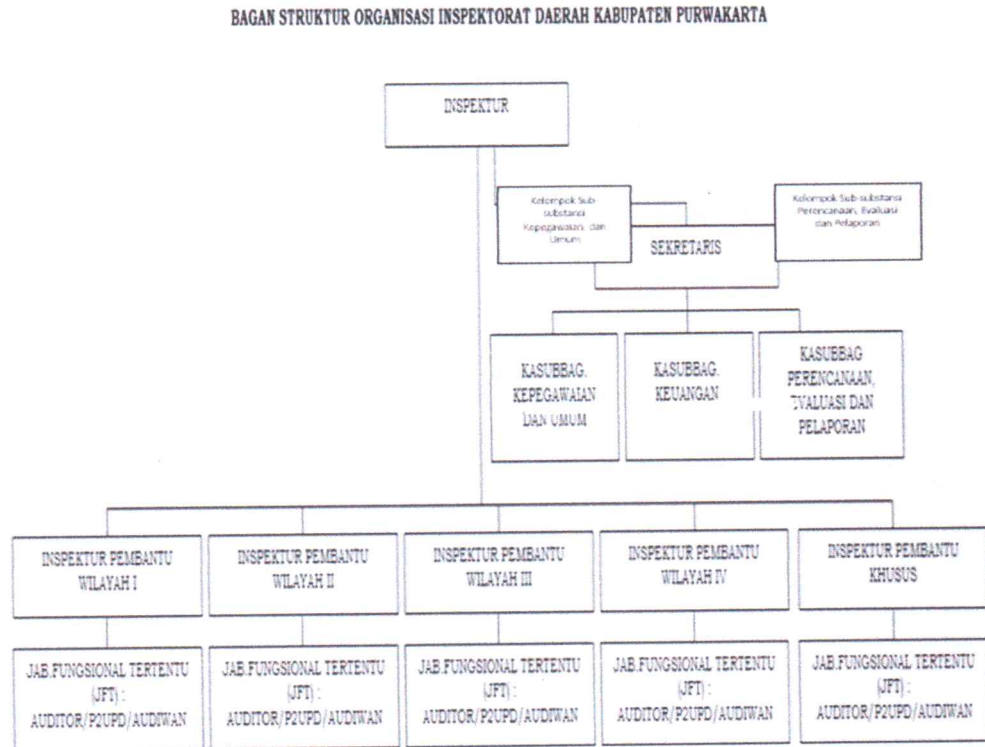 BAGAN STRUKTUR ORGANISASI INSPEKTORAT DAERAH KABUPATEN PURWAKARTA
INSPEKTUR
Kelompok Sub-
substansi
Kepegawaian dan
Umum
Kelompok Sub-substansi
Perencanaan, Evaluasi
dan Pelaporan
SEKRETARIS
KASUBBAG.
KEPEGAWAIAN
DAN UMUM
KASUBBAG.
KEUANGAN
KASUBBAG
PERENCANAAN,
EVALUASI DAN
PELAPORAN
INSPEKTUR PEMBANTU
WILAYAH I
INSPEKTUR PEMBANTU
WILAYAH II
INSPEKTUR PEMBANTU
WILAYAH III
INSPEKTUR PEMBANTU
WILAYAH IV
INSPEKTUR PEMBANTU
KHUSUS
JAB.FUNGSIONAL TERTENTU
(JFT) :
AUDITOR/P2UPD/AUDIWAN
JAB.FUNGSIONAL TERTENTU
(JFT) :
AUDITOR/P2UPD/AUDIWAN
JAB.FUNGSIONAL TERTENTU
(JFT) :
AUDITOR/P2UPD/AUDIWAN
JAB.FUNGSIONAL TERTENTU
(JFT) :
AUDITOR/P2UPD/AUDIWAN
JAB.FUNGSIONAL TERTENTU
(JFT) :
AUDITOR/P2UPD/AUDIWAN